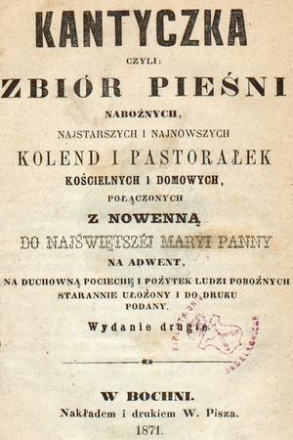 KANTYCZKA
CZYLI:
ZBIÓR PIEŚNI
NABOŻNYCH,
NAJSTARSZYCH I NAJNOWSZYCH
KOLEND I PASTORAŁEK
KOŚCIELNYCH I DOMOWYCH,
POŁĄCZONYCH
Z NOWENNĄ
DO NAJŚWIĘTSZÉJ MARYI PANNY
NA ADWENT,
NA DUCHOWNĄ POCIECHĘ I POŻYTEK LUDZI POBOŻNYCH
STARANNIE UŁOŻONY I DO DRUKU
PODANY.
Wydanie drugie.
W BOCHNI.
Nakładem i drukiem W. Pisza.
1871.